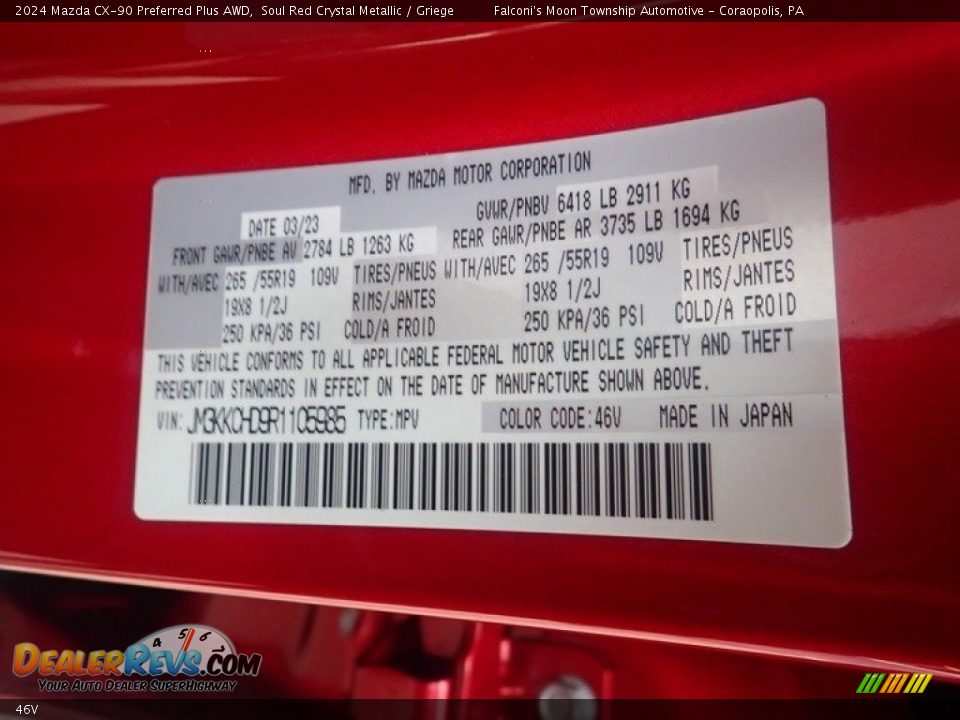 2024 Mazda CX-90 Preferred Plus AWD, Soul Red Crystal Metallic / Griege Falconi's Moon Township Automotive - Coraopolis, PA
MFD. BY MAZDA MOTOR CORPORATION
DATE 03/23 GVWR/PNBV 6418 LB 2911 KG
FRONT GAWR/PNBE AV 2784 LB 1263 KG REAR GAWR/PNBE AR 3735 LB 1694 KG
WITH/AVEC 265 /55R19 109V TIRES/PNEUS WITH/AVEC 265 /55R19 109V TIRES/PNEUS
19X8 1/2J RIMS/JANTES 19X8 1/2J RIMS/JANTES
250 KPA/36 PSI COLD/A FROID 250 KPA/36 PSI COLD/A FROID
THIS VEHICLE CONFORMS TO ALL APPLICABLE FEDERAL MOTOR VEHICLE SAFETY AND THEFT
PREVENTION STANDARDS IN EFFECT ON THE DATE OF MANUFACTURE SHOWN ABOVE.
VIN: JM3KKCHD9R1105985 TYPE:MPV COLOR CODE:46V MADE IN JAPAN
4 5 6
DEALERREVS.COM
YOUR AUTO DEALER SUPERHIGHWAY
46V